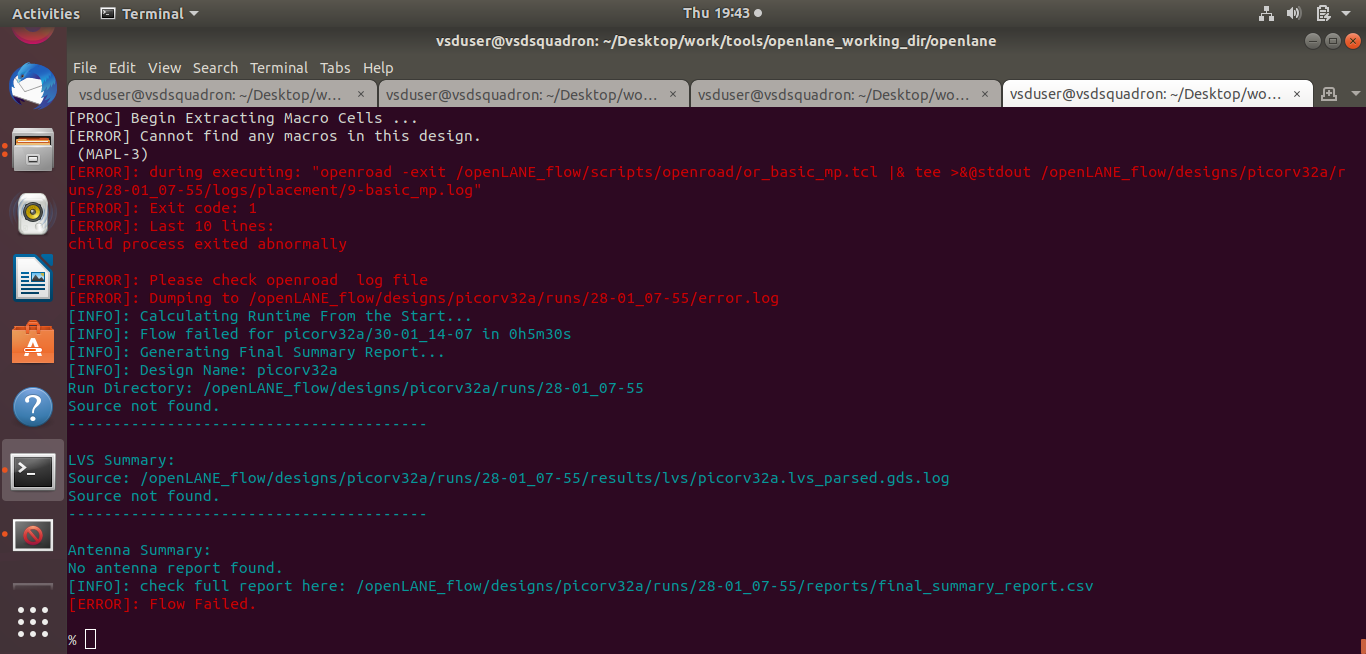 Activities Terminal Thu 19:43
vsduser@vsdsquadron: ~/Desktop/work/tools/openlane_working_dir/openlane
File Edit View Search Terminal Tabs Help
vsduser@vsdsquadron: ~/Desktop/w... × vsduser@vsdsquadron: ~/Desktop/wo... × vsduser@vsdsquadron: ~/Desktop/wo... × vsduser@vsdsquadron: ~/Desktop/wo... ×
[PROC] Begin Extracting Macro Cells ...
[ERROR] Cannot find any macros in this design.
 (MAPL-3)
[ERROR]: during executing: "openroad -exit /openLANE_flow/scripts/openroad/or_basic_mp.tcl |& tee >&@stdout /openLANE_flow/designs/picorv32a/r
uns/28-01_07-55/logs/placement/9-basic_mp.log"
[ERROR]: Exit code: 1
[ERROR]: Last 10 lines:
child process exited abnormally
[ERROR]: Please check openroad  log file
[ERROR]: Dumping to /openLANE_flow/designs/picorv32a/runs/28-01_07-55/error.log
[INFO]: Calculating Runtime From the Start...
[INFO]: Flow failed for picorv32a/30-01_14-07 in 0h5m30s
[INFO]: Generating Final Summary Report...
[INFO]: Design Name: picorv32a
Run Directory: /openLANE_flow/designs/picorv32a/runs/28-01_07-55
Source not found.
----------------------------------------
LVS Summary:
Source: /openLANE_flow/designs/picorv32a/runs/28-01_07-55/results/lvs/picorv32a.lvs_parsed.gds.log
Source not found.
----------------------------------------
Antenna Summary:
No antenna report found.
[INFO]: check full report here: /openLANE_flow/designs/picorv32a/runs/28-01_07-55/reports/final_summary_report.csv
[ERROR]: Flow Failed.
%